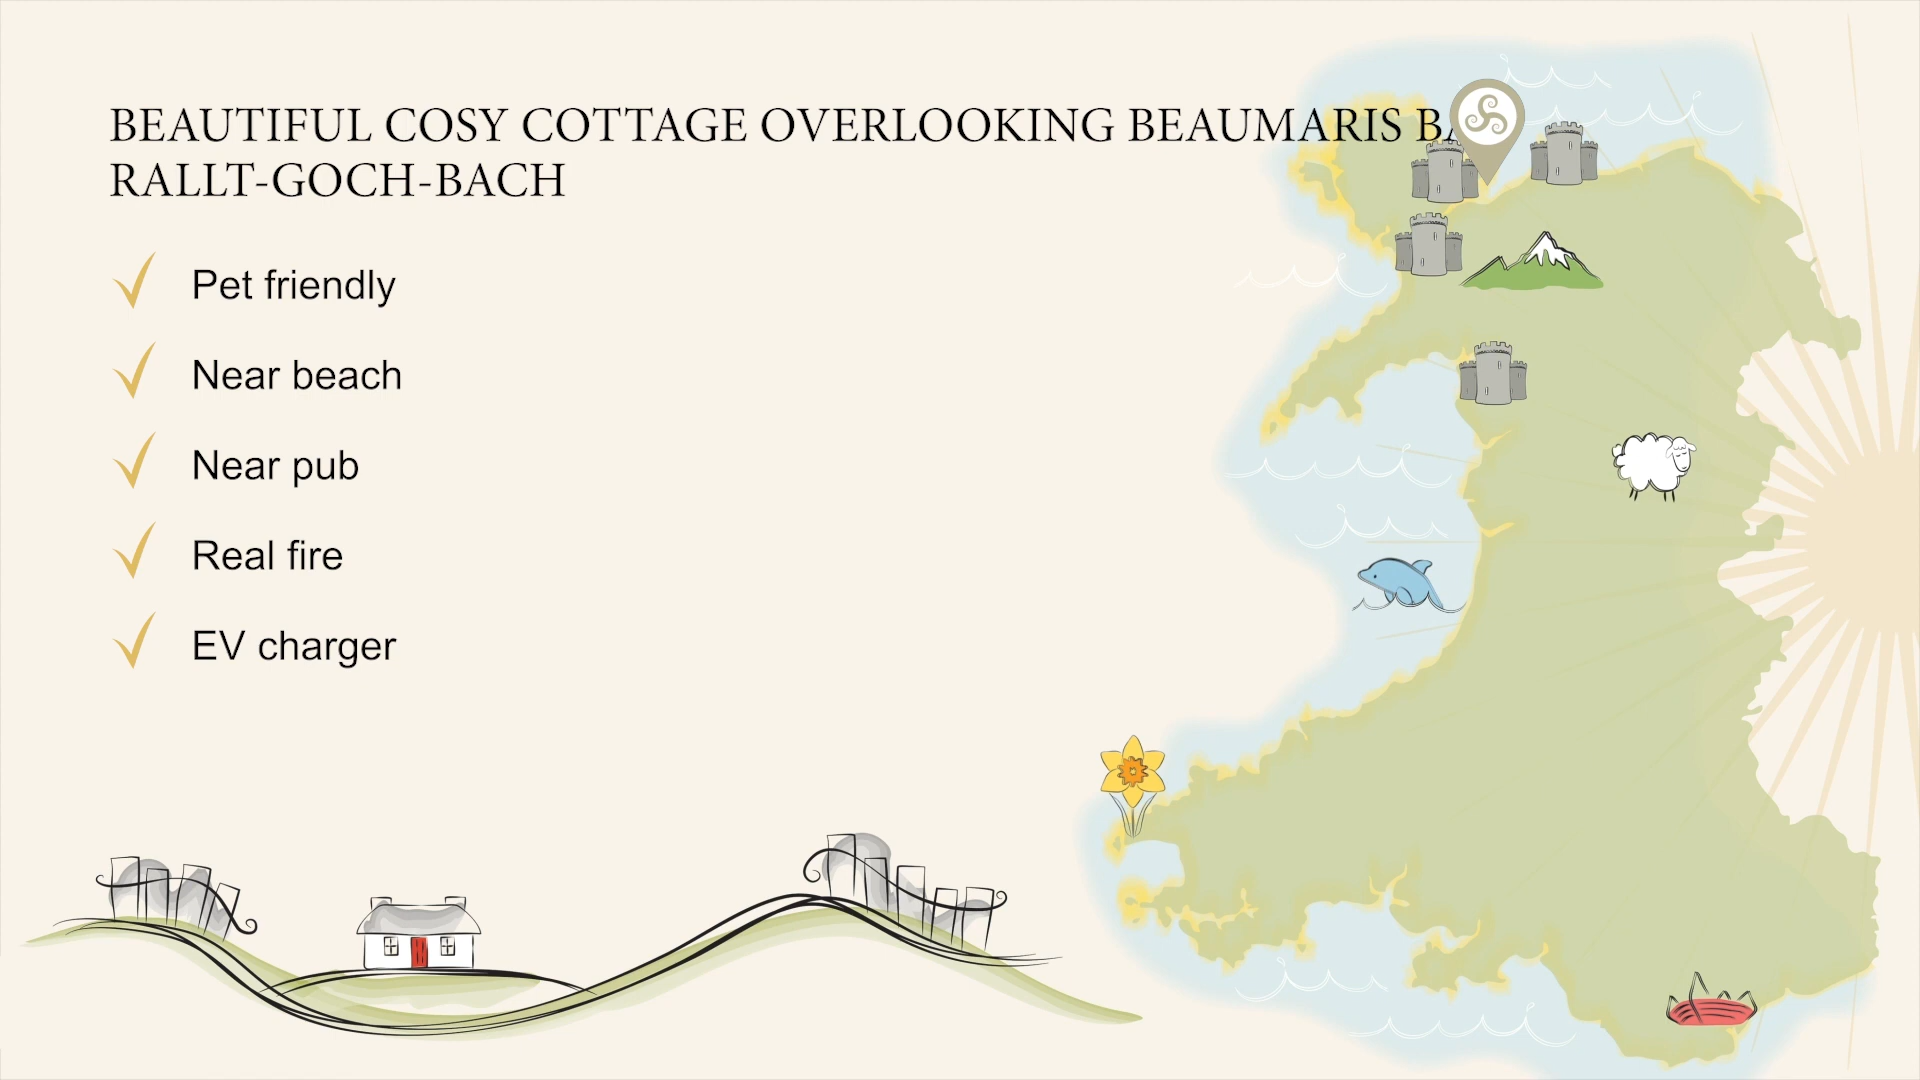 BEAUTIFUL COSY COTTAGE OVERLOOKING BEAUMARIS
RALLT-GOCH-BACH
Pet friendly
Near beach
Near pub
Real fire
EV charger